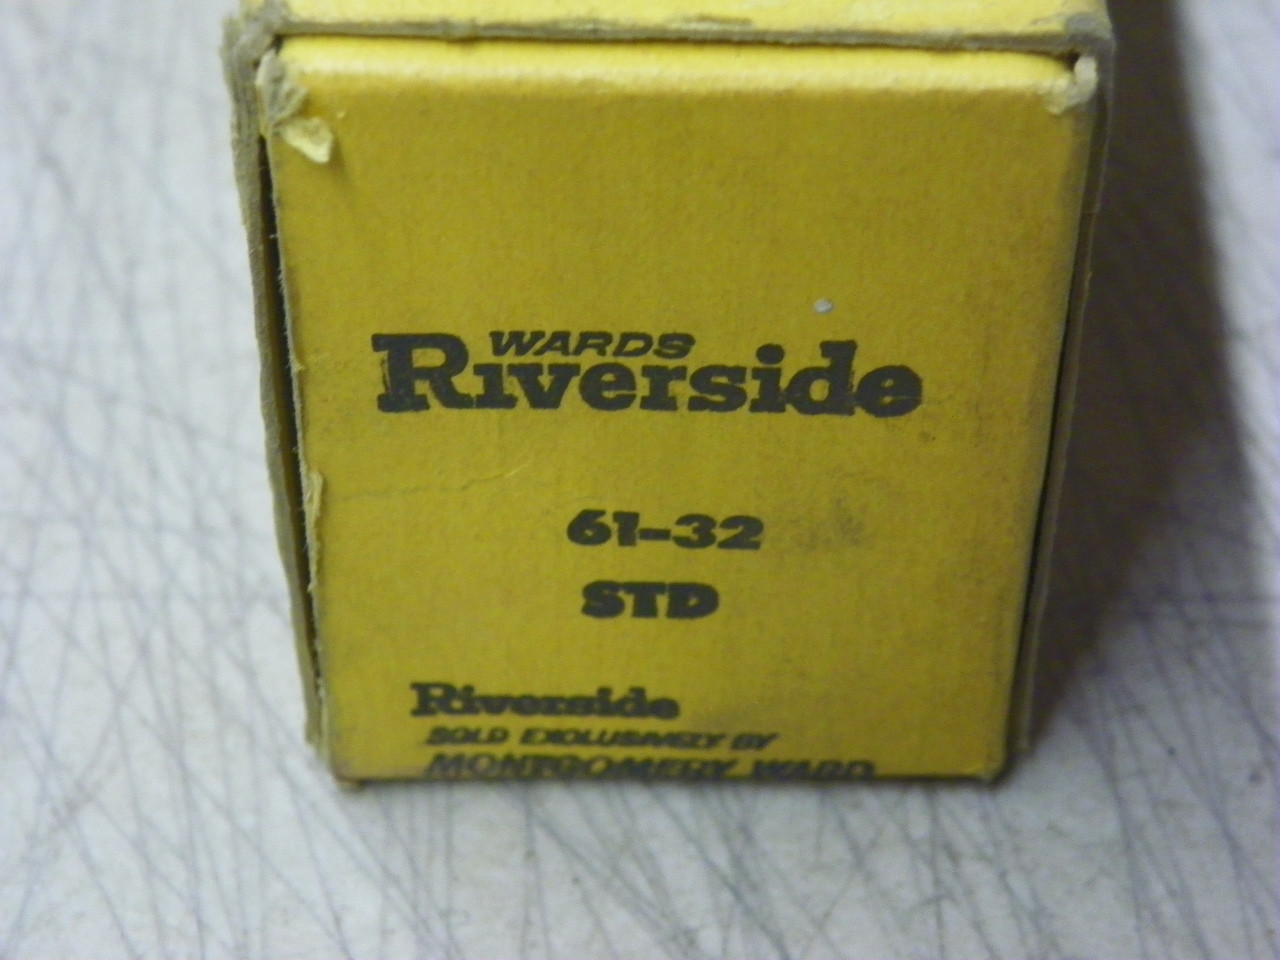 WARDS
Riverside
61-32
STD
Riverside
SOLD EXCLUSIVELY BY
MONTGOMERY WARD